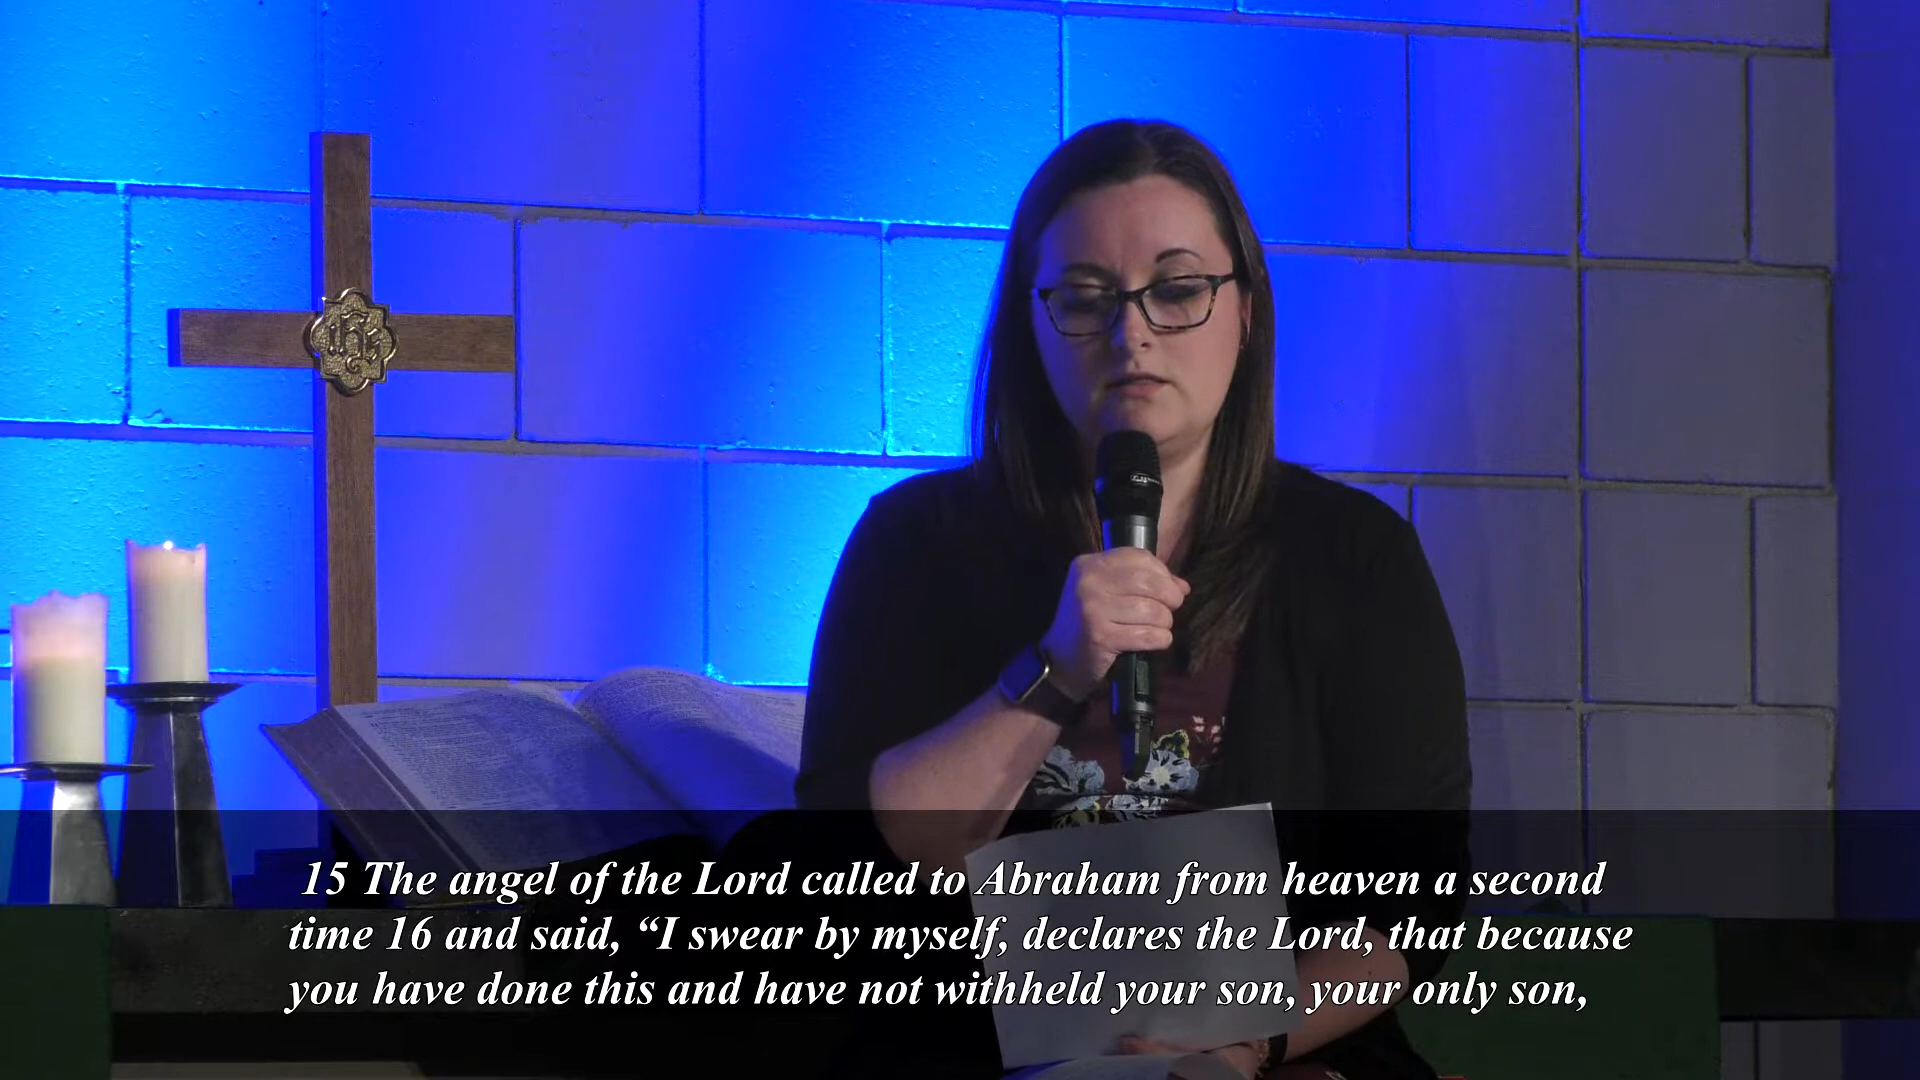 ihs
15 The angel of the Lord called to Abraham from heaven a second
time 16 and said, “I swear by myself, declares the Lord, that because
you have done this and have not withheld your son, your only son,